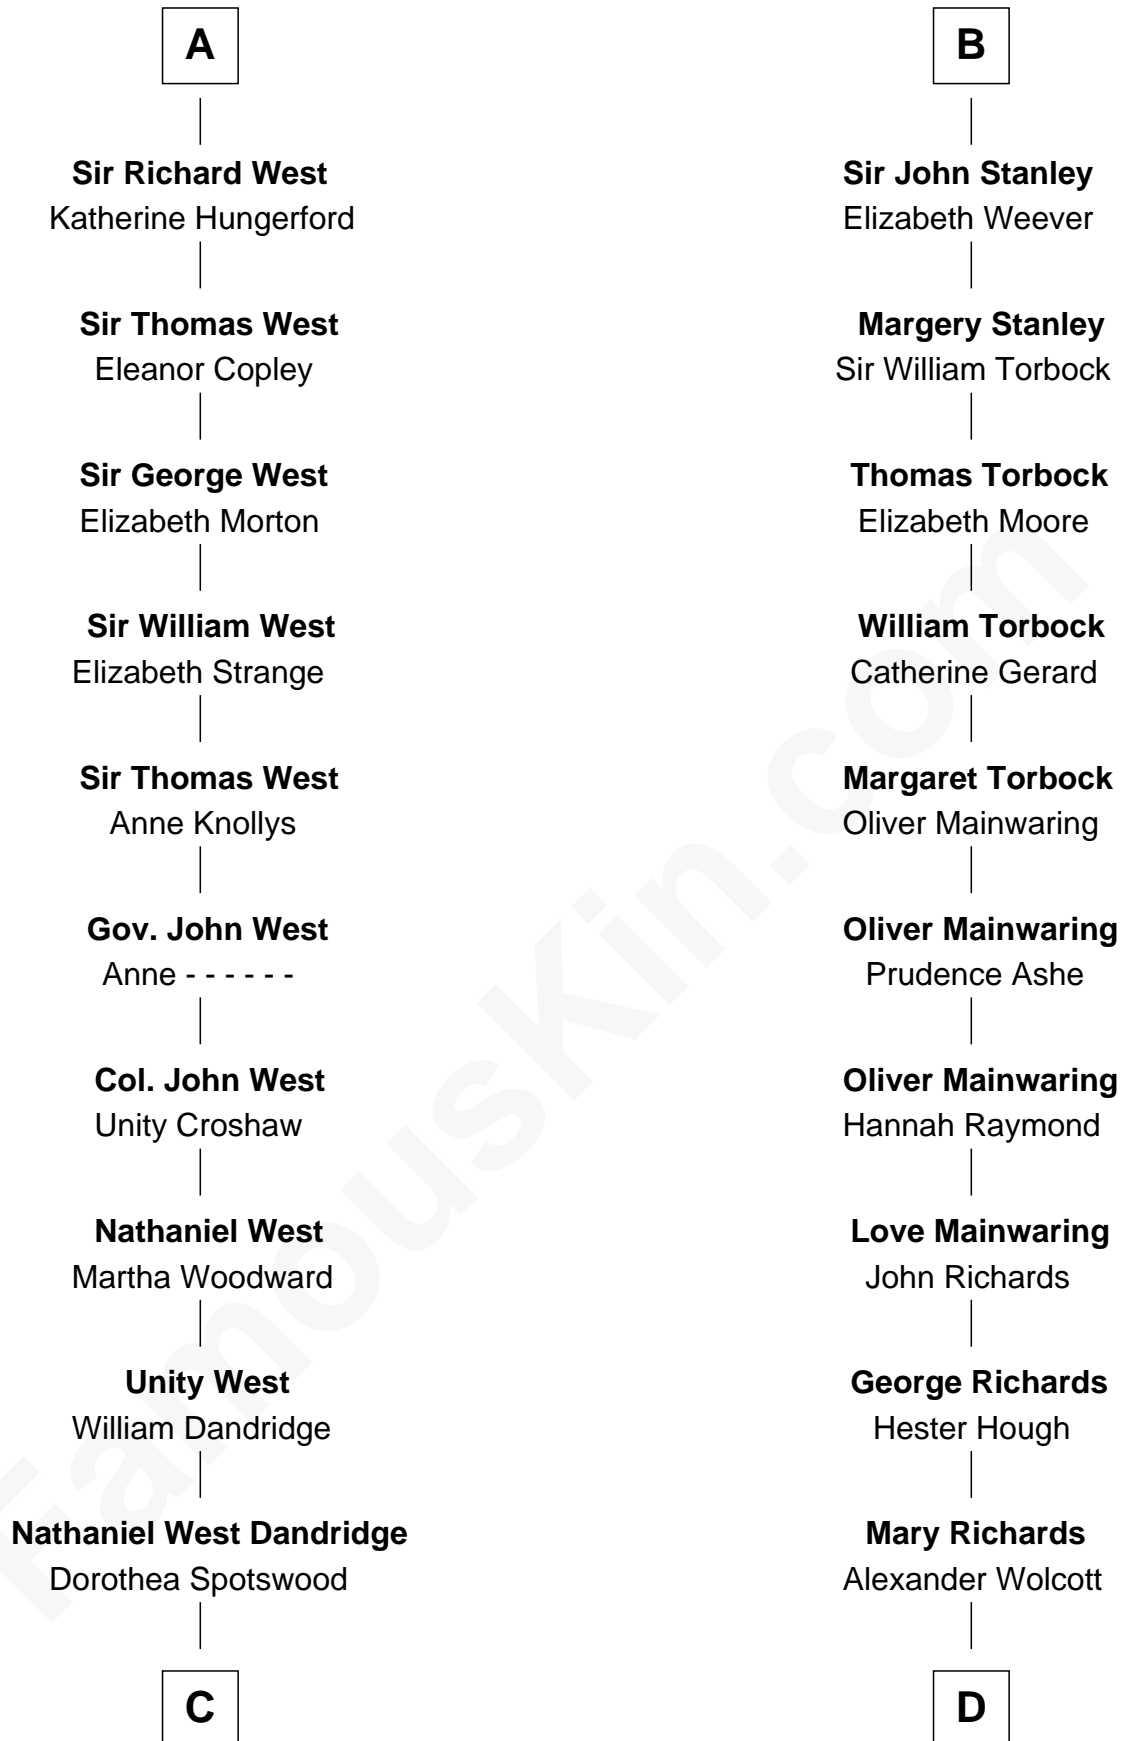 A
Sir Richard West
Katherine Hungerford
Sir Thomas West
Eleanor Copley
Sir George West
Elizabeth Morton
Sir William West
Elizabeth Strange
Sir Thomas West
Anne Knollys
Gov. John West
Anne - - - - - -
Col. John West
Unity Croshaw
Nathaniel West
Martha Woodward
Unity West
William Dandridge
Nathaniel West Dandridge
Dorothea Spotswood
C
B
Sir John Stanley
Elizabeth Weever
Margery Stanley
Sir William Torbock
Thomas Torbock
Elizabeth Moore
William Torbock
Catherine Gerard
Margaret Torbock
Oliver Mainwaring
Oliver Mainwaring
Prudence Ashe
Oliver Mainwaring
Hannah Raymond
Love Mainwaring
John Richards
George Richards
Hester Hough
Mary Richards
Alexander Wolcott
D
FamousKin.com